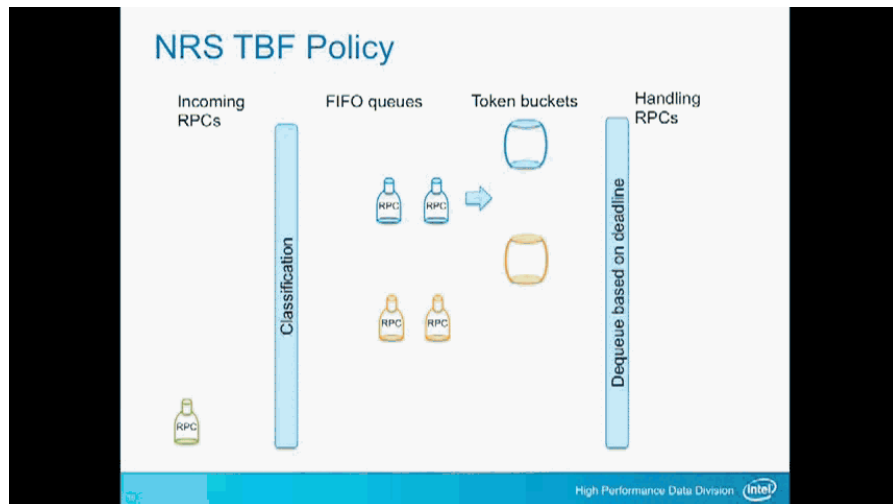 NRS TBF Policy
Incoming
RPCs
FIFO queues
Token buckets
Handling
RPCs
Classification
RPC
RPC
RPC
RPC
RPC
Dequeue based on deadline
High Performance Data Division
intel